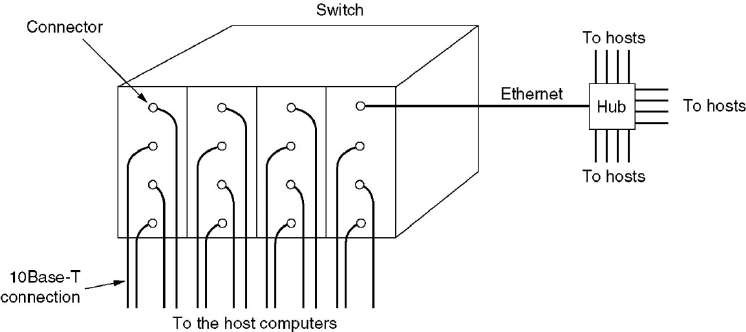 Switch
Connector
To hosts
Ethernet
Hub
To hosts
To hosts
10Base-T
connection
To the host computers